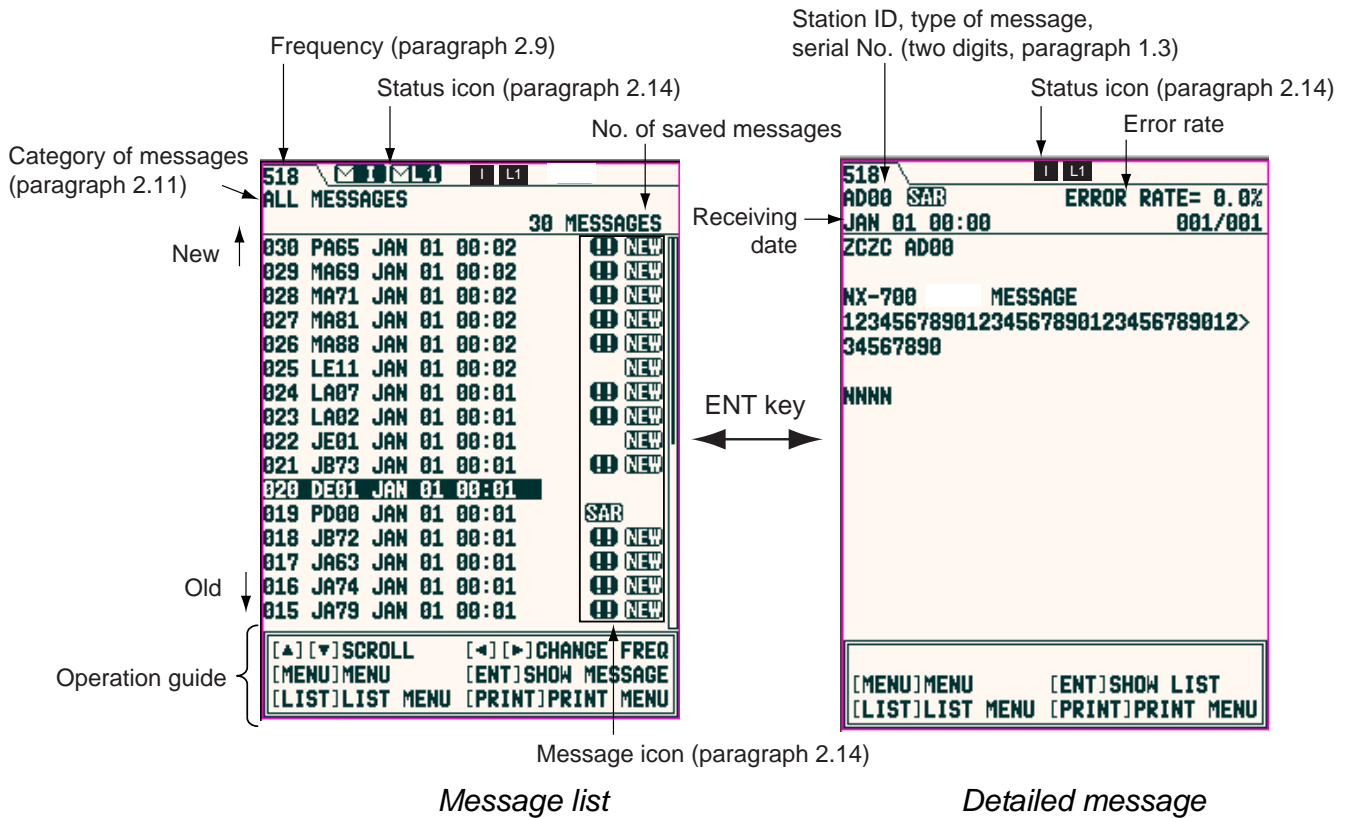 Station ID, type of message,
serial No. (two digits, paragraph 1.3)
Frequency (paragraph 2.9)
Status icon (paragraph 2.14)
Status icon (paragraph 2.14)
No. of saved messages
Error rate
Category of messages
(paragraph 2.11)
518 I L1 I L1
ALL MESSAGES
30 MESSAGES
New
030 PA65 JAN 01 00:02 !! NEW
029 MA69 JAN 01 00:02 !! NEW
028 MA71 JAN 01 00:02 !! NEW
027 MA81 JAN 01 00:02 !! NEW
026 MA88 JAN 01 00:02 !! NEW
025 LE11 JAN 01 00:02 NEW
024 LA07 JAN 01 00:01 !! NEW
023 LA02 JAN 01 00:01 !! NEW
022 JE01 JAN 01 00:01 NEW
021 JB73 JAN 01 00:01 !! NEW
020 DE01 JAN 01 00:01
019 PD00 JAN 01 00:01 SAR
018 JB72 JAN 01 00:01 !! NEW
017 JA63 JAN 01 00:01 !! NEW
016 JA74 JAN 01 00:01 !! NEW
015 JA79 JAN 01 00:01 !! NEW
Old
Operation guide
[▲][▼]SCROLL [◄][►]CHANGE FREQ
[MENU]MENU [ENT]SHOW MESSAGE
[LIST]LIST MENU [PRINT]PRINT MENU
Message icon (paragraph 2.14)
Message list
ENT key
Receiving
date
518 I L1
AD00 SAR ERROR RATE= 0.0%
JAN 01 00:00 001/001
ZCZC AD00
NX-700 MESSAGE
12345678901234567890123456789012>
34567890
NNNN
[MENU]MENU [ENT]SHOW LIST
[LIST]LIST MENU [PRINT]PRINT MENU
Detailed message